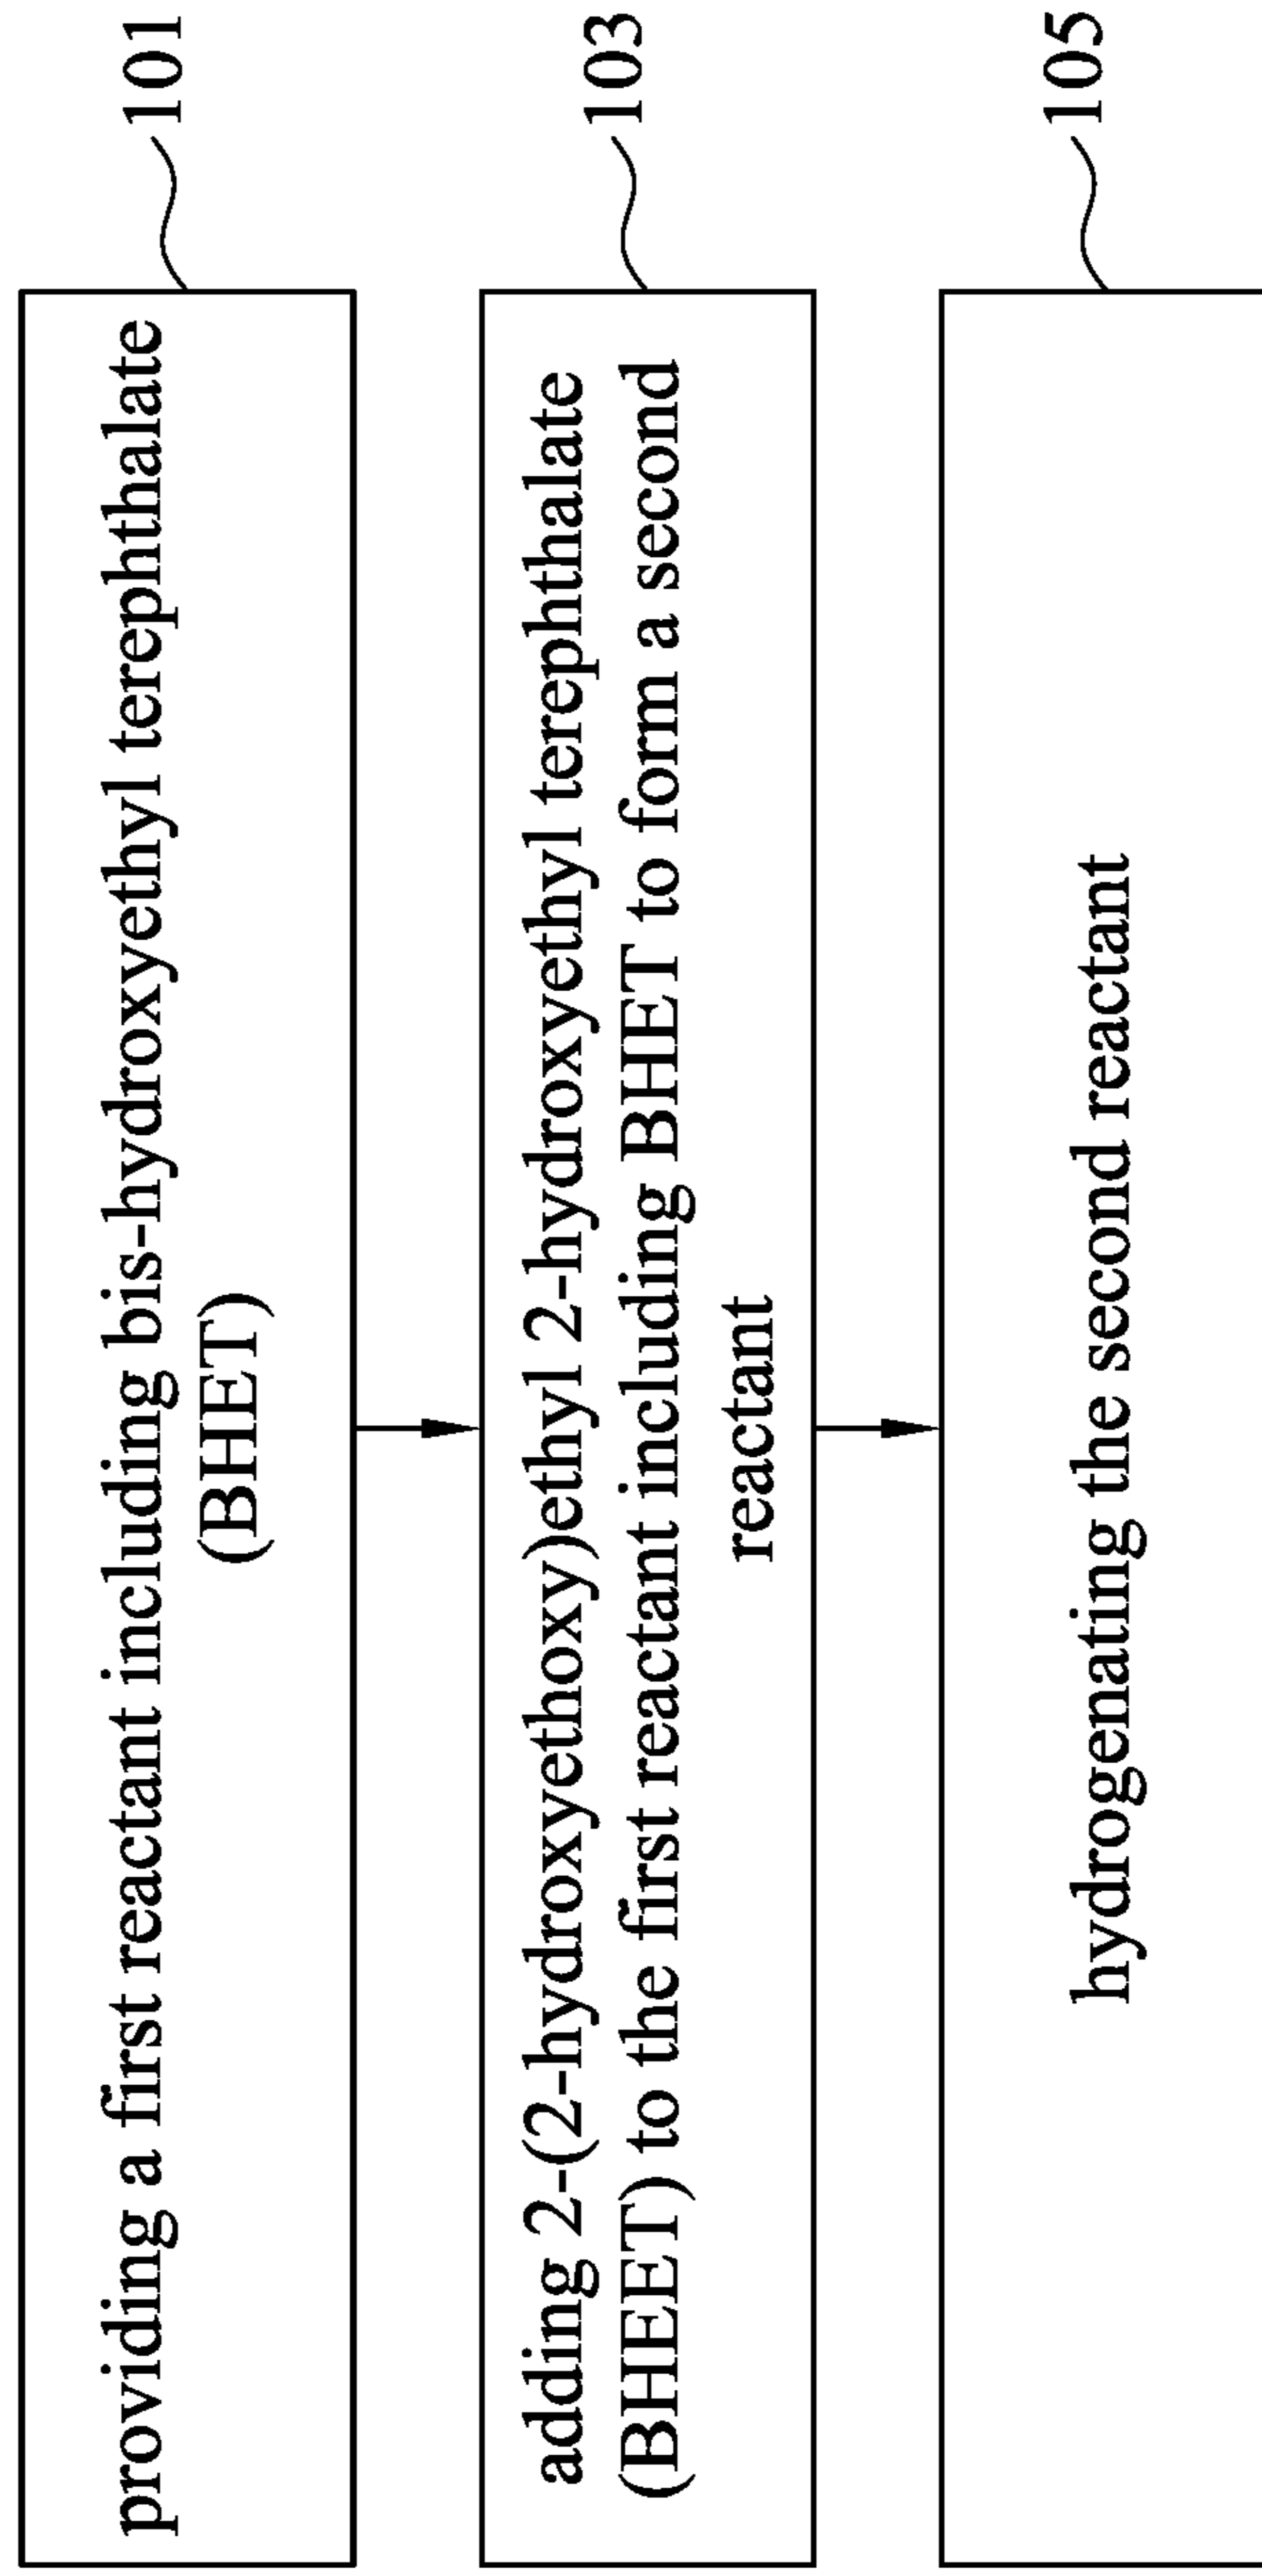 providing a first reactant including bis-hydroxyethyl terephthalate
(BHET)
101
adding 2-(2-hydroxyethoxy)ethyl 2-hydroxyethyl terephthalate
(BHEET) to the first reactant including BHET to form a second
reactant
103
hydrogenating the second reactant
105